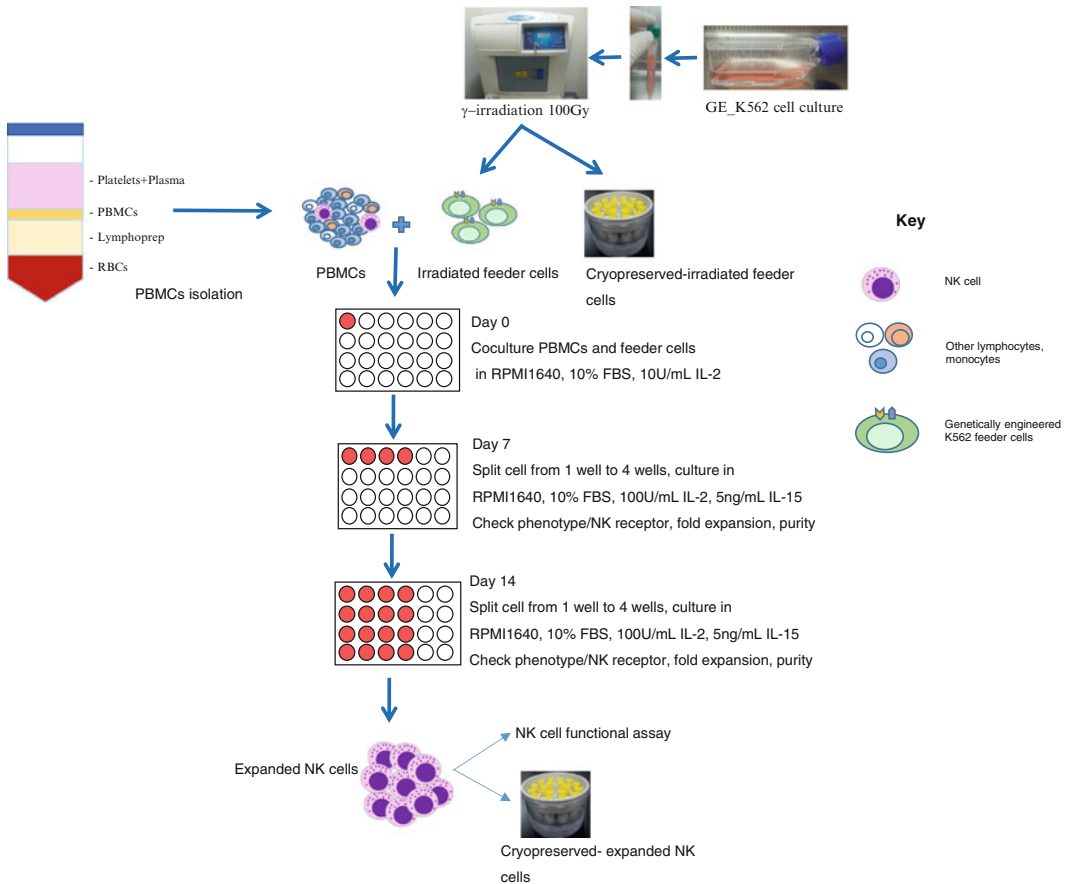 γ–irradiation 100Gy
GE_K562 cell culture
- Platelets+Plasma
- PBMCs
- Lymphoprep
- RBCs
PBMCs isolation
PBMCs
Irradiated feeder cells
Cryopreserved-irradiated feeder
cells
Key
NK cell
Other lymphocytes,
monocytes
Genetically engineered
K562 feeder cells
Day 0
Coculture PBMCs and feeder cells
in RPMI1640, 10% FBS, 10U/mL IL-2
Day 7
Split cell from 1 well to 4 wells, culture in
RPMI1640, 10% FBS, 100U/mL IL-2, 5ng/mL IL-15
Check phenotype/NK receptor, fold expansion, purity
Day 14
Split cell from 1 well to 4 wells, culture in
RPMI1640, 10% FBS, 100U/mL IL-2, 5ng/mL IL-15
Check phenotype/NK receptor, fold expansion, purity
Expanded NK cells
NK cell functional assay
Cryopreserved- expanded NK
cells